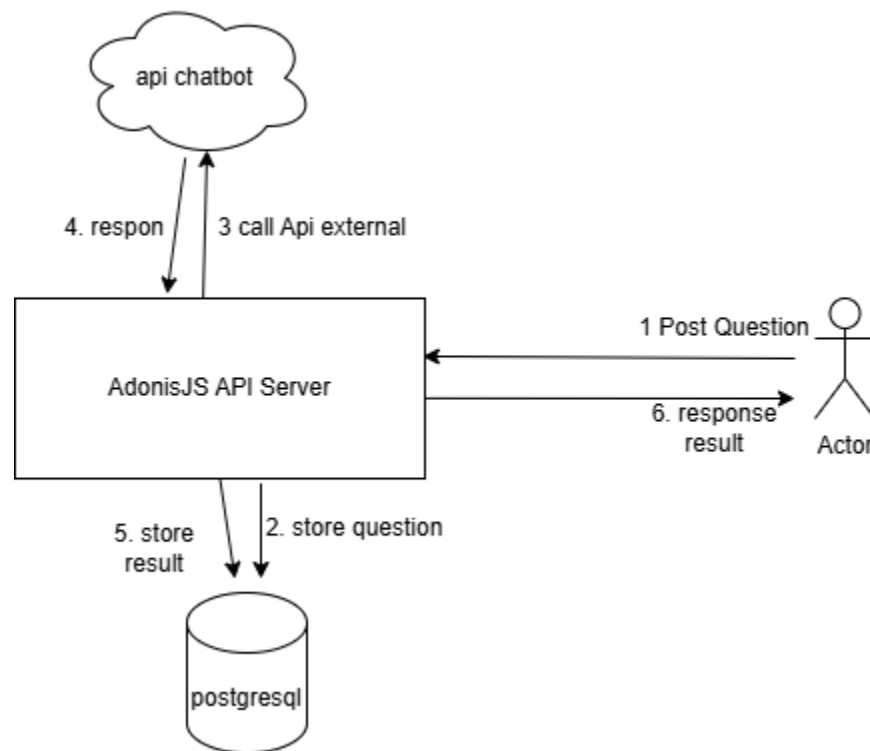 api chatbot
4. respon
3 call Api external
1 Post Question
AdonisJS API Server
6. response
result
Actor
5. store
result
2. store question
postgresql